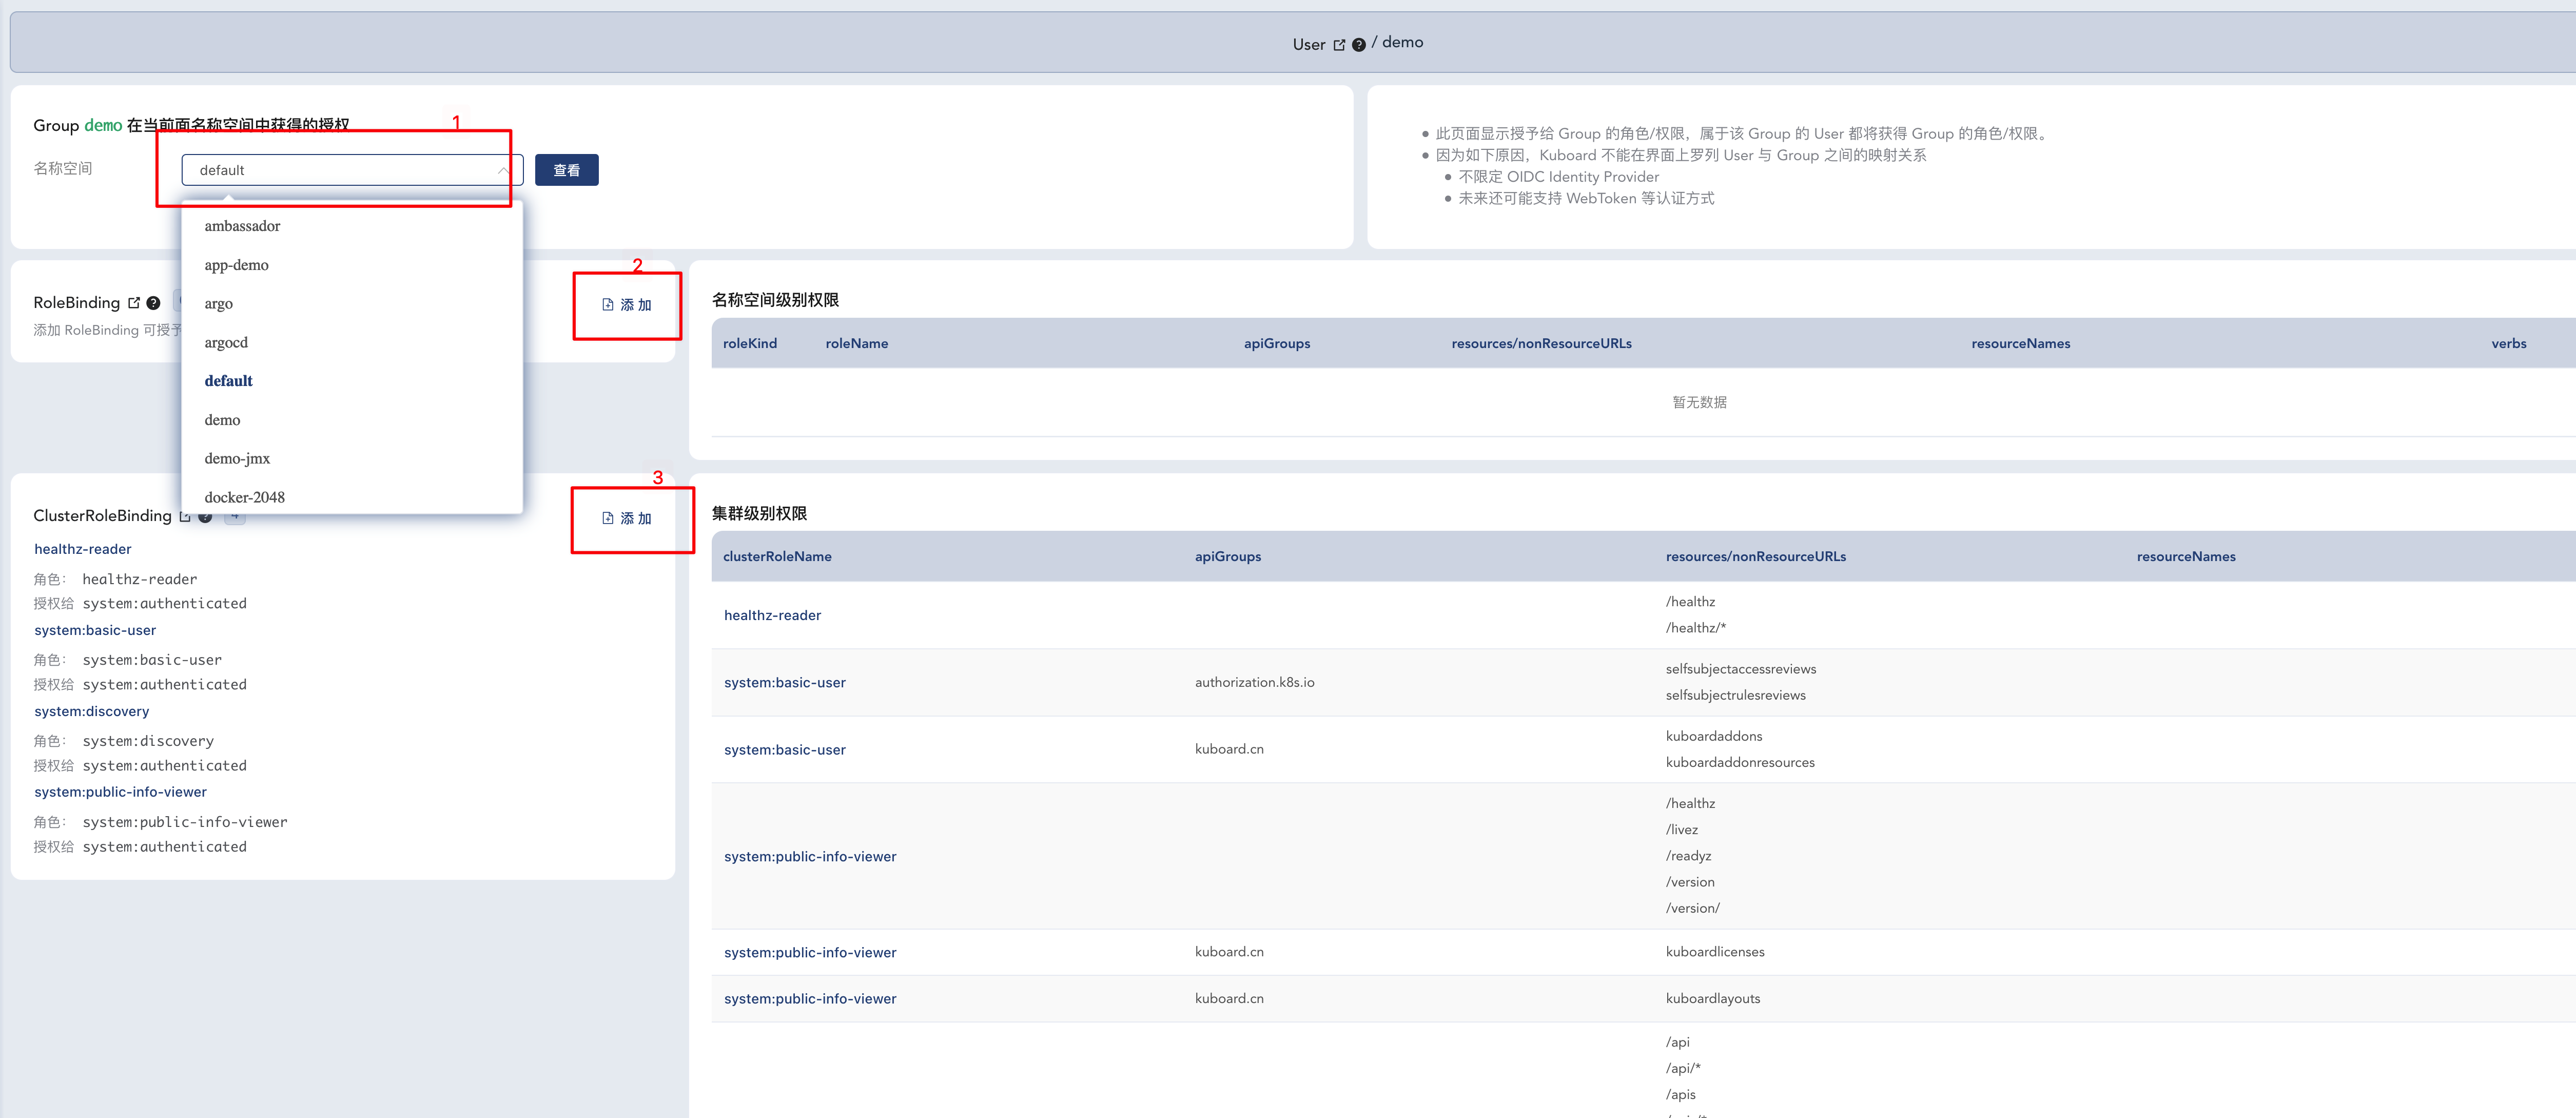 User / demo
Group demo 在当前面名称空间中获得的授权
1
名称空间
default
查看
ambassador
app-demo
argo
argocd
default
demo
demo-jmx
docker-2048
此页面显示授予给 Group 的角色/权限，属于该 Group 的 User 都将获得 Group 的角色/权限。
因为如下原因，Kuboard 不能在界面上罗列 User 与 Group 之间的映射关系
不限定 OIDC Identity Provider
未来还可能支持 WebToken 等认证方式
2
RoleBinding
添加
添加 RoleBinding 可授予
名称空间级别权限
roleKind roleName apiGroups resources/nonResourceURLs resourceNames verbs
暂无数据
3
ClusterRoleBinding 4
添加
healthz-reader
角色： healthz-reader
授权给 system:authenticated
system:basic-user
角色： system:basic-user
授权给 system:authenticated
system:discovery
角色： system:discovery
授权给 system:authenticated
system:public-info-viewer
角色： system:public-info-viewer
授权给 system:authenticated
集群级别权限
clusterRoleName apiGroups resources/nonResourceURLs resourceNames
healthz-reader
/healthz
/healthz/*
system:basic-user authorization.k8s.io
selfsubjectaccessreviews
selfsubjectrulesreviews
system:basic-user kuboard.cn
kuboardaddons
kuboardaddonresources
system:public-info-viewer
/healthz
/livez
/readyz
/version
/version/
system:public-info-viewer kuboard.cn kuboardlicenses
system:public-info-viewer kuboard.cn kuboardlayouts
/api
/api/*
/apis